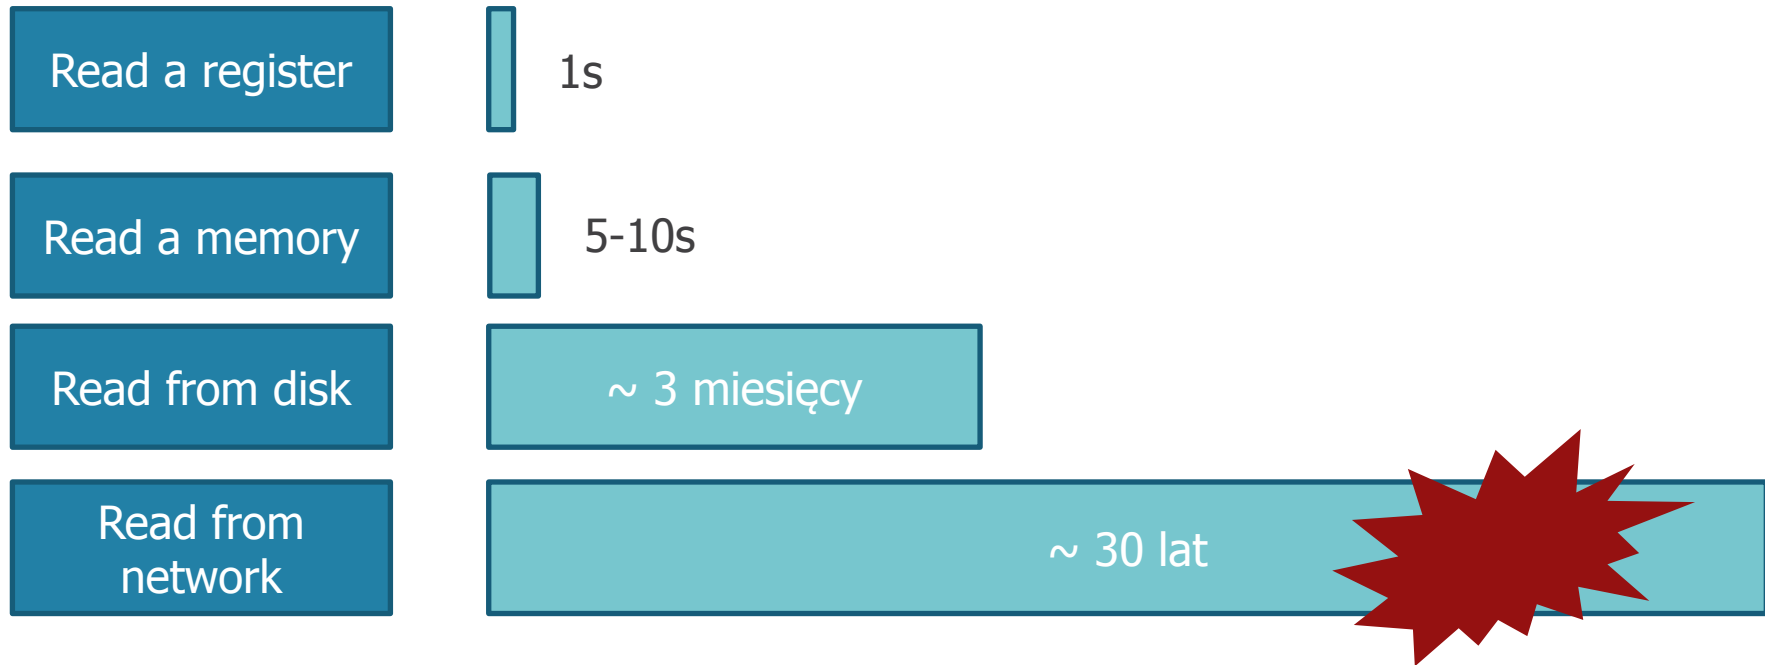 Read a register
1s
Read a memory
5-10s
Read from disk
~ 3 miesięcy
Read from
network
~ 30 lat